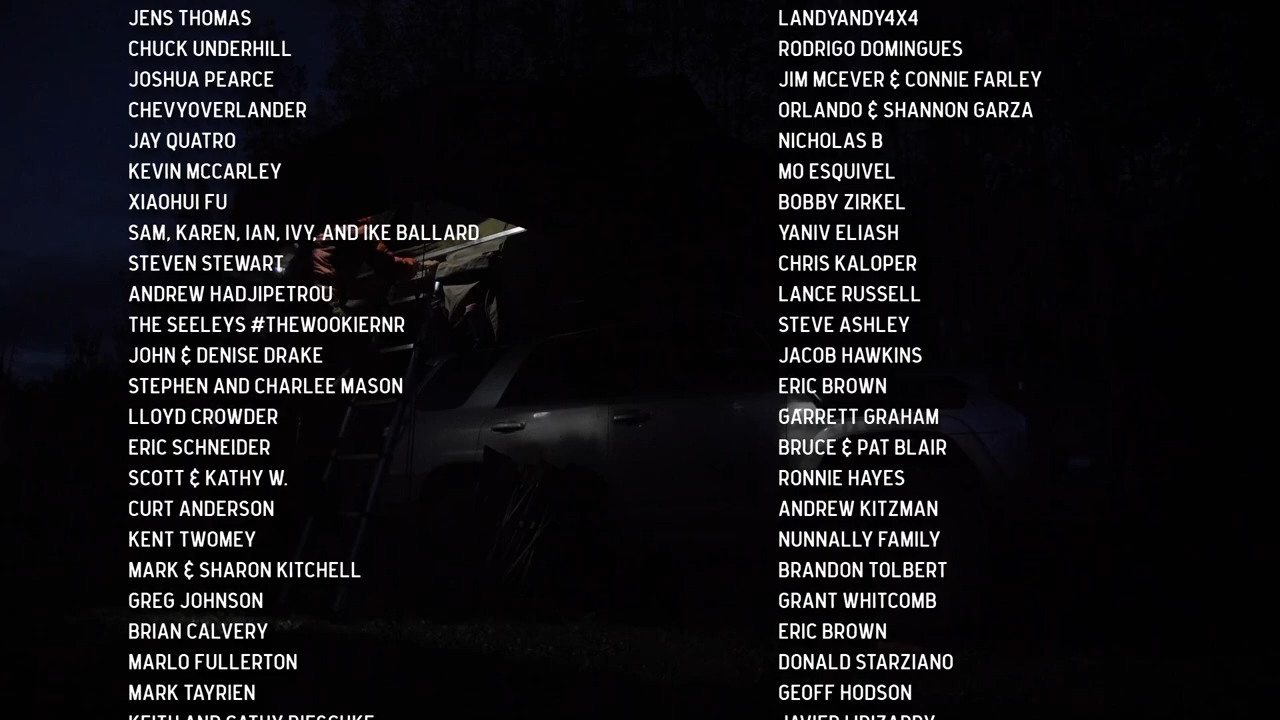 JENS THOMAS
CHUCK UNDERHILL
JOSHUA PEARCE
CHEVYOVERLANDER
JAY QUATRO
KEVIN MCCARLEY
XIAOHUI FU
SAM, KAREN, IAN, IVY, AND IKE BALLARD
STEVEN STEWART
ANDREW HADJIPETROU
THE SEELEYS #THEWOOKIERNR
JOHN & DENISE DRAKE
STEPHEN AND CHARLEE MASON
LLOYD CROWDER
ERIC SCHNEIDER
SCOTT & KATHY W.
CURT ANDERSON
KENT TWOMEY
MARK & SHARON KITCHELL
GREG JOHNSON
BRIAN CALVERY
MARLO FULLERTON
MARK TAYRIEN
KEITH AND CATHY
LANDYANDY4X4
RODRIGO DOMINGUES
JIM MCEVER & CONNIE FARLEY
ORLANDO & SHANNON GARZA
NICHOLAS B
MO ESQUIVEL
BOBBY ZIRKEL
YANIV ELIASH
CHRIS KALOPER
LANCE RUSSELL
STEVE ASHLEY
JACOB HAWKINS
ERIC BROWN
GARRETT GRAHAM
BRUCE & PAT BLAIR
RONNIE HAYES
ANDREW KITZMAN
NUNNALLY FAMILY
BRANDON TOLBERT
GRANT WHITCOMB
ERIC BROWN
DONALD STARZIANO
GEOFF HODSON
JAVIER